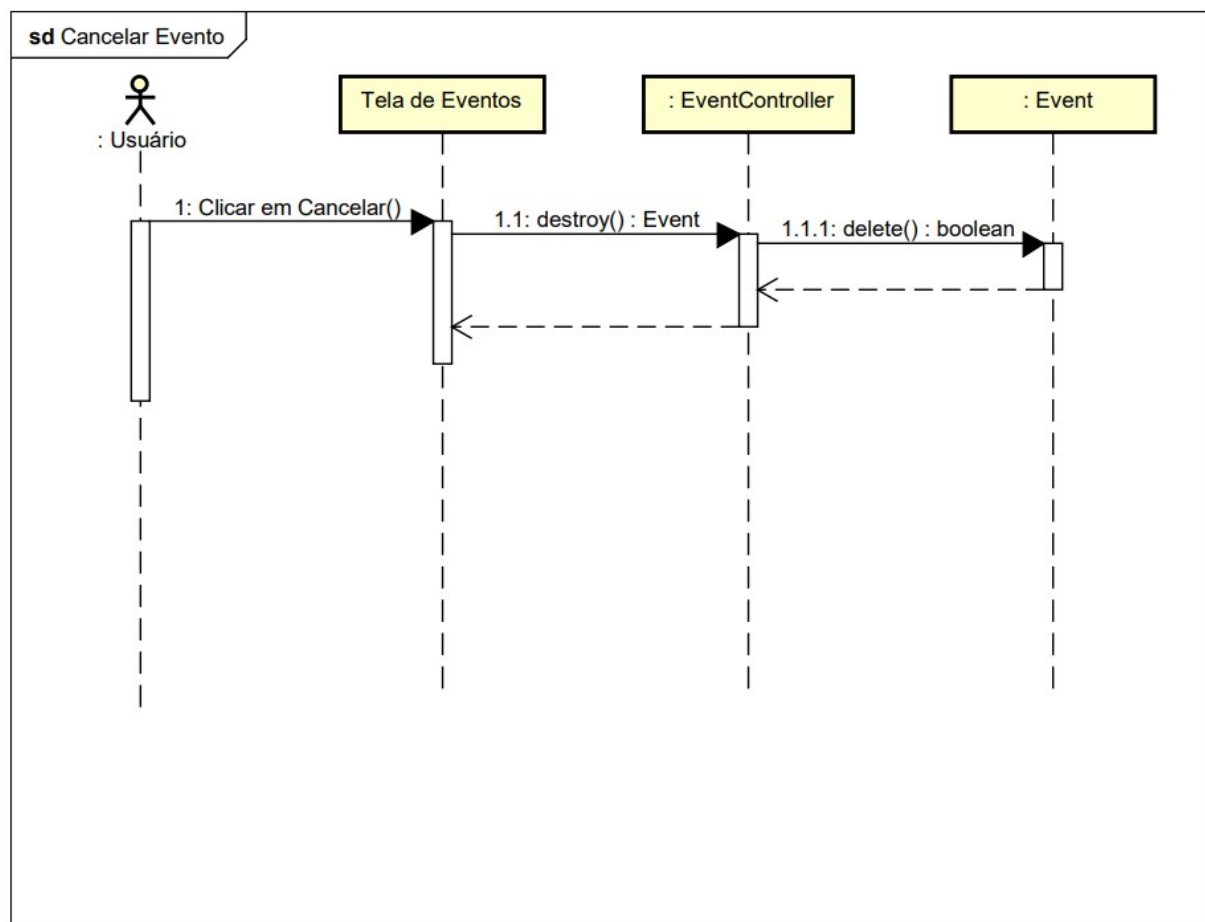 sd Cancelar Evento
: Usuário
Tela de Eventos
: EventController
: Event
1: Clicar em Cancelar()
1.1: destroy() : Event
1.1.1: delete() : boolean